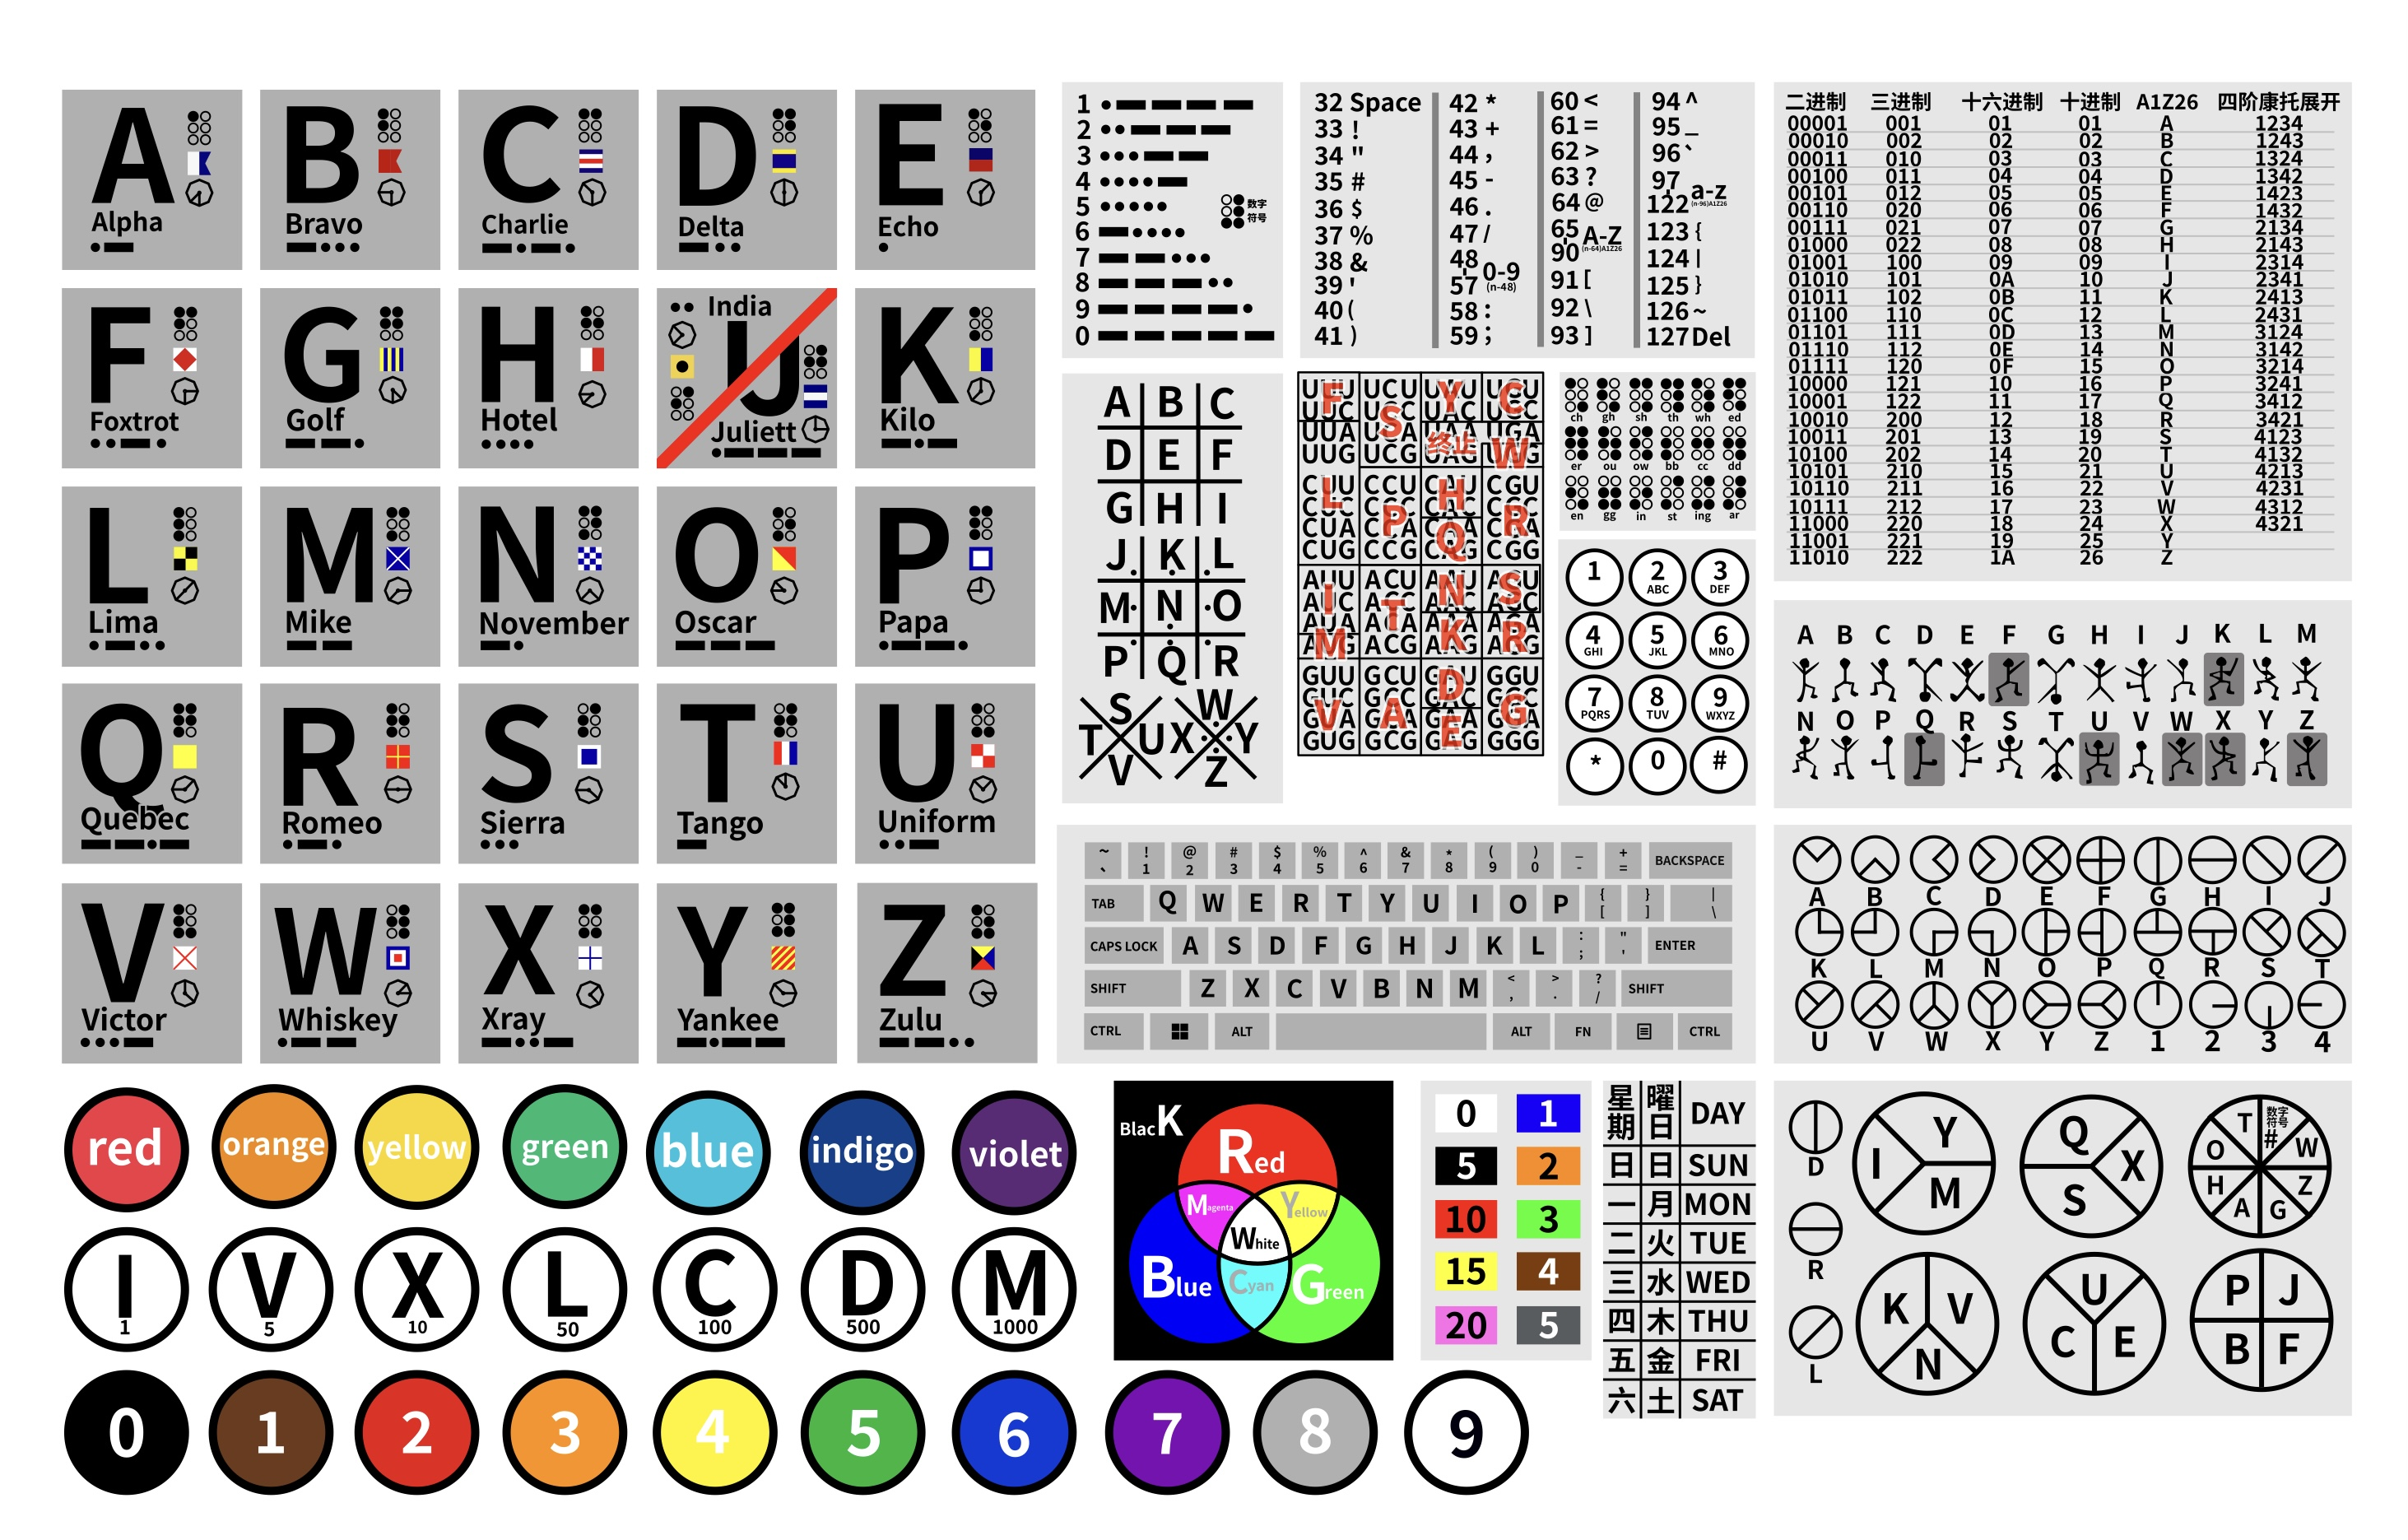 A
Alpha
B
Bravo
C
Charlie
D
Delta
E
Echo
F
Foxtrot
G
Golf
H
Hotel
India
J
Juliett
K
Kilo
L
Lima
M
Mike
N
November
O
Oscar
P
Papa
Q
Quebec
R
Romeo
S
Sierra
T
Tango
U
Uniform
V
Victor
W
Whiskey
X
Xray
Y
Yankee
Z
Zulu
1
2
3
4
5
6
7
8
9
0
数字
符号
32 Space
33 !
34 "
35 #
36 $
37 %
38 &
39 '
40 (
41 )
42 *
43 +
44 ,
45 -
46 .
47 /
48
57 0-9
(n-48)
58 :
59 ;
60 <
61 =
62 >
63 ?
64 @
65
90 A-Z
(n-64)A1Z26
91 [
92 \
93 ]
94 ^
95 _
96 `
97
122 a-z
(n-96)A1Z26
123 {
124 |
125 }
126 ~
127 Del
二进制 三进制 十六进制 十进制 A1Z26 四阶康托展开
00001 001 01 01 A 1234
00010 002 02 02 B 1243
00011 010 03 03 C 1324
00100 011 04 04 D 1342
00101 012 05 05 E 1423
00110 020 06 06 F 1432
00111 021 07 07 G 2134
01000 022 08 08 H 2143
01001 100 09 09 I 2314
01010 101 0A 10 J 2341
01011 102 0B 11 K 2413
01100 110 0C 12 L 2431
01101 111 0D 13 M 3124
01110 112 0E 14 N 3142
01111 120 0F 15 O 3214
10000 121 10 16 P 3241
10001 122 11 17 Q 3412
10010 200 12 18 R 3421
10011 201 13 19 S 4123
10100 202 14 20 T 4132
10101 210 15 21 U 4213
10110 211 16 22 V 4231
10111 212 17 23 W 4312
11000 220 18 24 X 4321
11001 221 19 25 Y
11010 222 1A 26 Z
A B C
D E F
G H I
J K L
M N O
P Q R
S
T U
V
W
X Y
Z
UUU UCU UAU UGU
UUC UCC UAC UGC
UUA UCA UAA UGA
UUG UCG UAG UGG
F S Y C
终止 W
CUU CCU CAU CGU
CUC CCC CAC CGC
CUA CCA CAA CGA
CUG CCG CAG CGG
L P H Q R
AUU ACU AAU AGU
AUC ACC AAC AGC
AUA ACA AAA AGA
AUG ACG AAG AGG
I M T N K S R
GUU GCU GAU GGU
GUC GCC GAC GGC
GUA GCA GAA GGA
GUG GCG GAG GGG
V A D E G
ch gh sh th wh ed
er ou ow bb cc dd
en gg in st ing ar
1 2 3
ABC DEF
4 5 6
GHI JKL MNO
7 8 9
PQRS TUV WXYZ
* 0 #
A B C D E F G H I J K L M
N O P Q R S T U V W X Y Z
~ ! @ # $ % ^ & * ( ) _ +
` 1 2 3 4 5 6 7 8 9 0 - = BACKSPACE
TAB Q W E R T Y U I O P { [ } ] | \
CAPS LOCK A S D F G H J K L : ; " ' ENTER
SHIFT Z X C V B N M < , > . ? / SHIFT
CTRL ALT ALT FN CTRL
A B C D E F G H I J
K L M N O P Q R S T
U V W X Y Z 1 2 3 4
red
orange
yellow
green
blue
indigo
violet
I
1
V
5
X
10
L
50
C
100
D
500
M
1000
0
1
2
3
4
5
6
7
8
9
BlacK
Red
Magenta
Yellow
White
Blue
Cyan
Green
0 1
5 2
10 3
15 4
20 5
星期 曜日 DAY
日 日 SUN
一 月 MON
二 火 TUE
三 水 WED
四 木 THU
五 金 FRI
六 土 SAT
D
R
L
I Y M
Q X S
T 数字符号# W
O Z
H A G
K V N
U C E
P J
B F